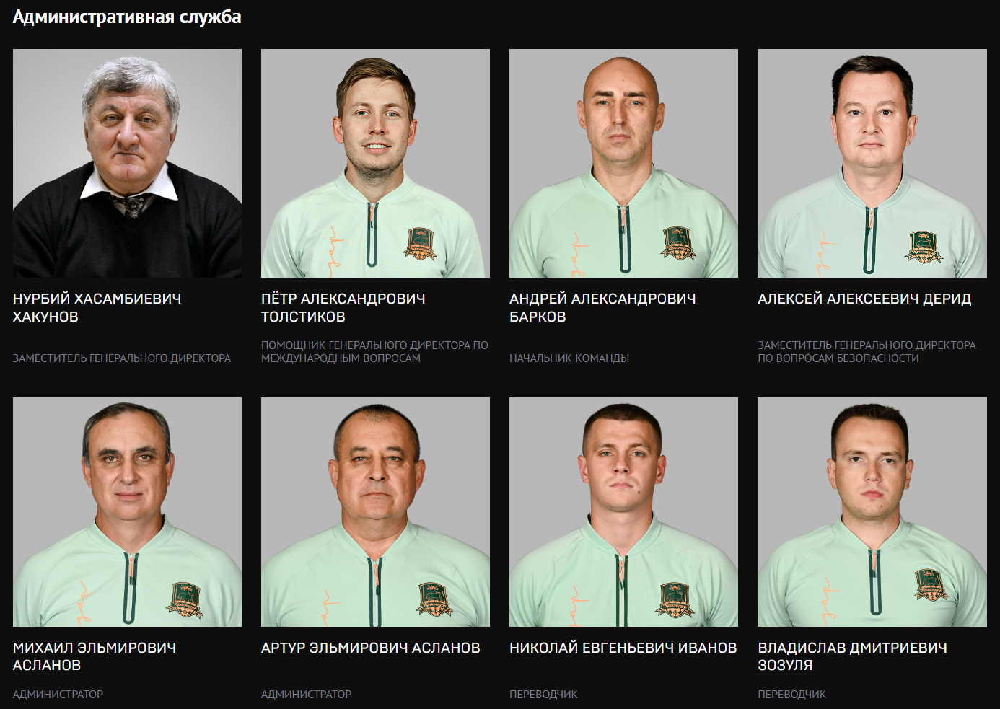 Административная служба
НУРБИЙ ХАСАМБИЕВИЧ
ХАКУНОВ
ЗАМЕСТИТЕЛЬ ГЕНЕРАЛЬНОГО ДИРЕКТОРА
ПЁТР АЛЕКСАНДРОВИЧ
ТОЛСТИКОВ
ПОМОЩНИК ГЕНЕРАЛЬНОГО ДИРЕКТОРА ПО
МЕЖДУНАРОДНЫМ ВОПРОСАМ
АНДРЕЙ АЛЕКСАНДРОВИЧ
БАРКОВ
НАЧАЛЬНИК КОМАНДЫ
АЛЕКСЕЙ АЛЕКСЕЕВИЧ ДЕРИД
ЗАМЕСТИТЕЛЬ ГЕНЕРАЛЬНОГО ДИРЕКТОРА
ПО ВОПРОСАМ БЕЗОПАСНОСТИ
МИХАИЛ ЭЛЬМИРОВИЧ
АСЛАНОВ
АДМИНИСТРАТОР
АРТУР ЭЛЬМИРОВИЧ АСЛАНОВ
АДМИНИСТРАТОР
НИКОЛАЙ ЕВГЕНЬЕВИЧ ИВАНОВ
ПЕРЕВОДЧИК
ВЛАДИСЛАВ ДМИТРИЕВИЧ
ЗОЗУЛЯ
ПЕРЕВОДЧИК